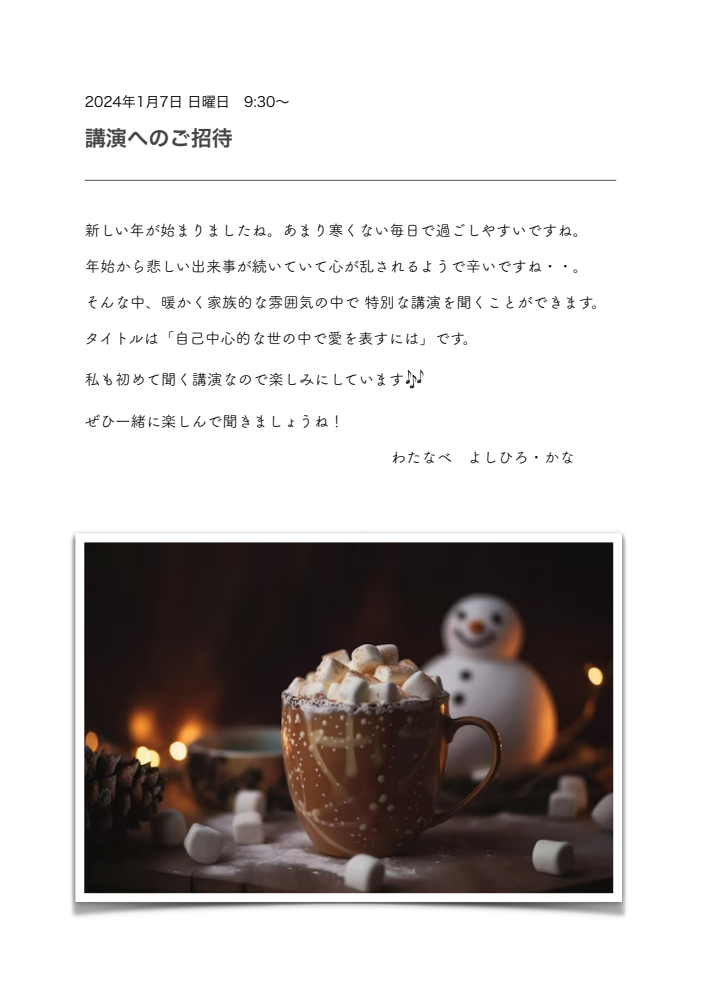 2024年1月7日 日曜日　9:30〜
講演へのご招待
新しい年が始まりましたね。あまり寒くない毎日で過ごしやすいですね。
年始から悲しい出来事が続いていて心が乱されるようで辛いですね・・。
そんな中、暖かく家族的な雰囲気の中で 特別な講演を聞くことができます。
タイトルは「自己中心的な世の中で愛を表すには」です。
私も初めて聞く講演なので楽しみにしています🎶
ぜひ一緒に楽しんで聞きましょうね！
わたなべ　よしひろ・かな